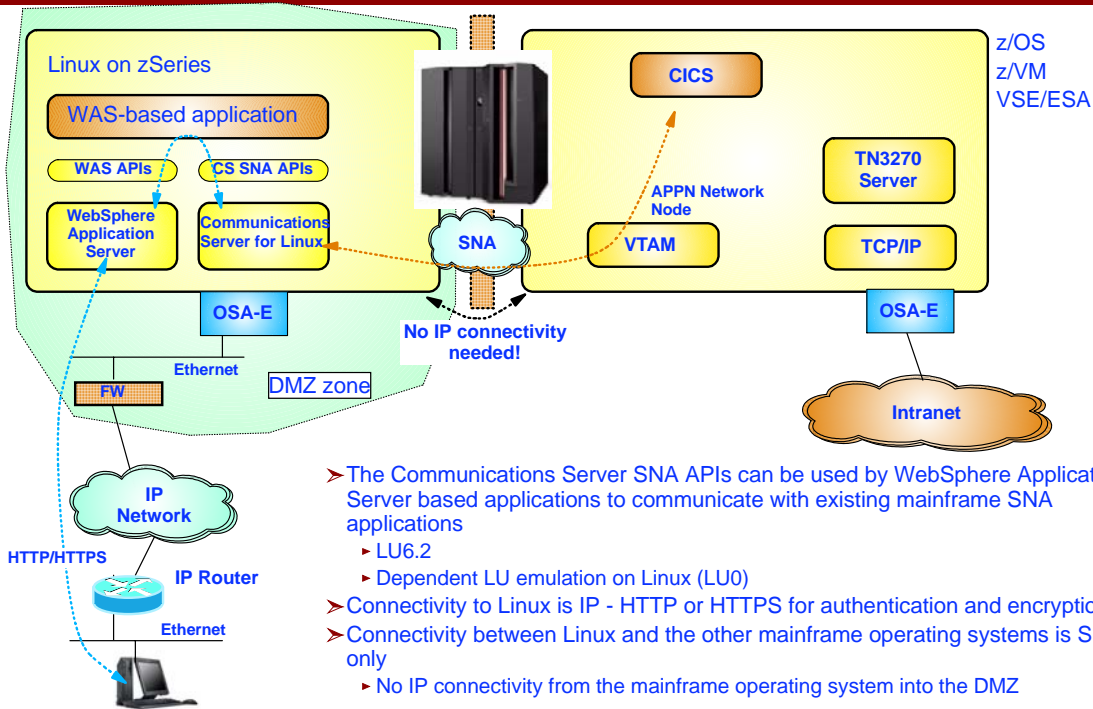 z/OS
z/VM
VSE/ESA
Linux on zSeries
WAS-based application
WAS APIs
CS SNA APIs
WebSphere
Application
Server
Communications
Server for Linux
OSA-E
SNA
CICS
APPN Network
Node
VTAM
TN3270
Server
TCP/IP
OSA-E
No IP connectivity
needed!
Ethernet
DMZ zone
FW
Intranet
IP
Network
HTTP/HTTPS
IP Router
Ethernet
➢The Communications Server SNA APIs can be used by WebSphere Applicat
Server based applications to communicate with existing mainframe SNA
applications
► LU6.2
► Dependent LU emulation on Linux (LU0)
➢Connectivity to Linux is IP - HTTP or HTTPS for authentication and encryptio
➢Connectivity between Linux and the other mainframe operating systems is S
only
► No IP connectivity from the mainframe operating system into the DMZ